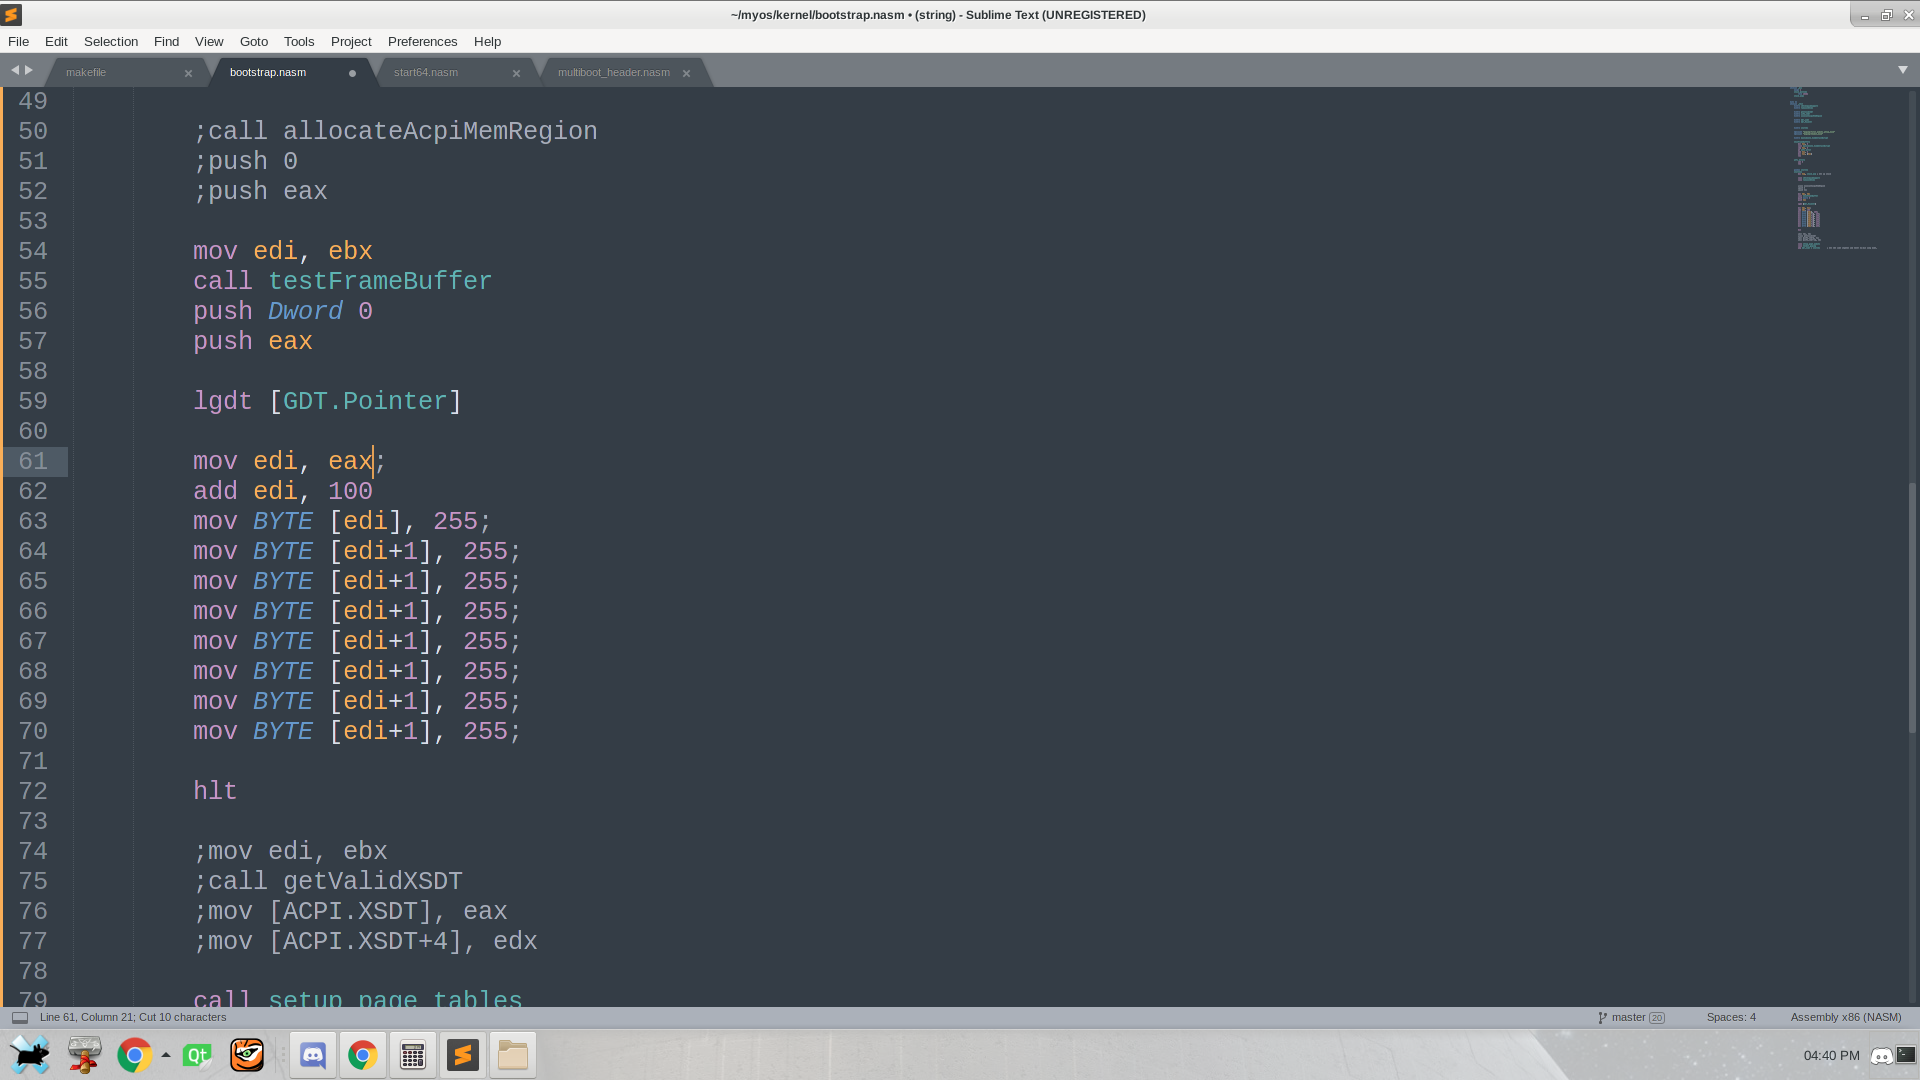 ~/myos/kernel/bootstrap.nasm • (string) - Sublime Text (UNREGISTERED)
File Edit Selection Find View Goto Tools Project Preferences Help
makefile bootstrap.nasm start64.nasm multiboot_header.nasm
49
50 ;call allocateAcpiMemRegion
51 ;push 0
52 ;push eax
53
54 mov edi, ebx
55 call testFrameBuffer
56 push Dword 0
57 push eax
58
59 lgdt [GDT.Pointer]
60
61 mov edi, eax;
62 add edi, 100
63 mov BYTE [edi], 255;
64 mov BYTE [edi+1], 255;
65 mov BYTE [edi+1], 255;
66 mov BYTE [edi+1], 255;
67 mov BYTE [edi+1], 255;
68 mov BYTE [edi+1], 255;
69 mov BYTE [edi+1], 255;
70 mov BYTE [edi+1], 255;
71
72 hlt
73
74 ;mov edi, ebx
75 ;call getValidXSDT
76 ;mov [ACPI.XSDT], eax
77 ;mov [ACPI.XSDT+4], edx
78
79 call setup_page_tables
Line 61, Column 21; Cut 10 characters master 20 Spaces: 4 Assembly x86 (NASM)
Qt
04:40 PM